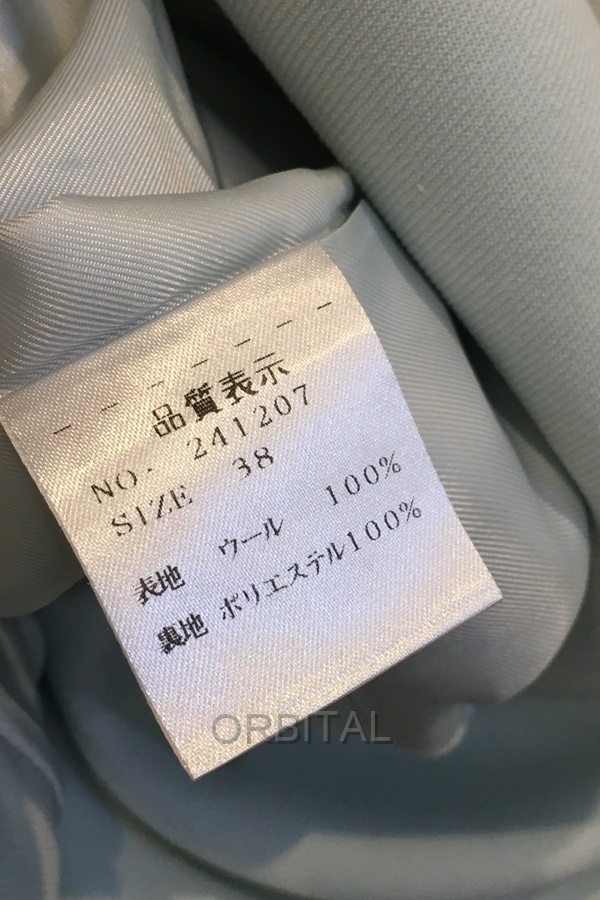 品質表示
NO. 241207
SIZE 38
表地 ウール 100%
裏地 ポリエステル100%
ORBITAL